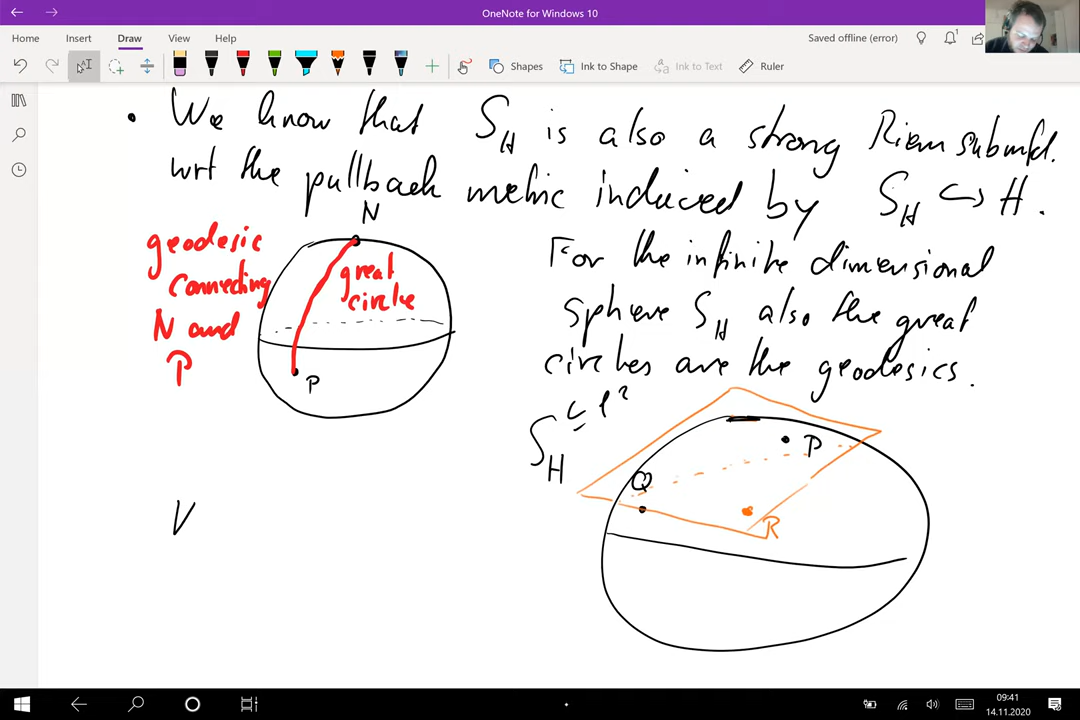 OneNote for Windows 10
Home Insert Draw View Help
Saved offline (error)
Shapes Ink to Shape Ink to Text Ruler
• We know that S_H is also a strong Riem submfd.
wrt the pullback metric induced by S_H ↪ H.
N
geodesic
connecting
N and
P
great
circle
P
For the infinite dimensional
sphere S_H also the great
circles are the geodesics.
S_H ⊆ ℓ²
P
Q
R
V
09:41
14.11.2020